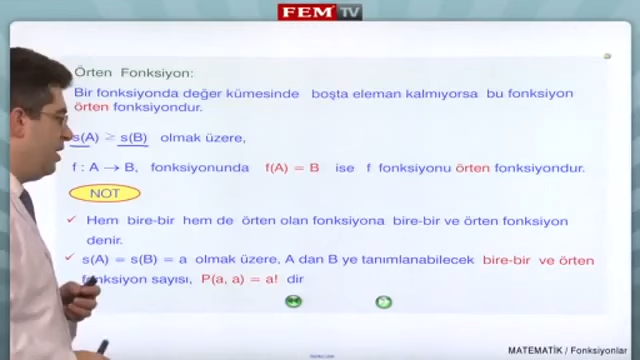 FEM TV
Örten Fonksiyon:
Bir fonksiyonda değer kümesinde boşta eleman kalmıyorsa bu fonksiyon
örten fonksiyondur.
s(A) ≥ s(B) olmak üzere,
f : A → B, fonksiyonunda f(A) = B ise f fonksiyonu örten fonksiyondur.
NOT
✓ Hem bire-bir hem de örten olan fonksiyona bire-bir ve örten fonksiyon
denir.
✓ s(A) = s(B) = a olmak üzere, A dan B ye tanımlanabilecek bire-bir ve örten
fonksiyon sayısı, P(a, a) = a! dir
MATEMATİK / Fonksiyonlar